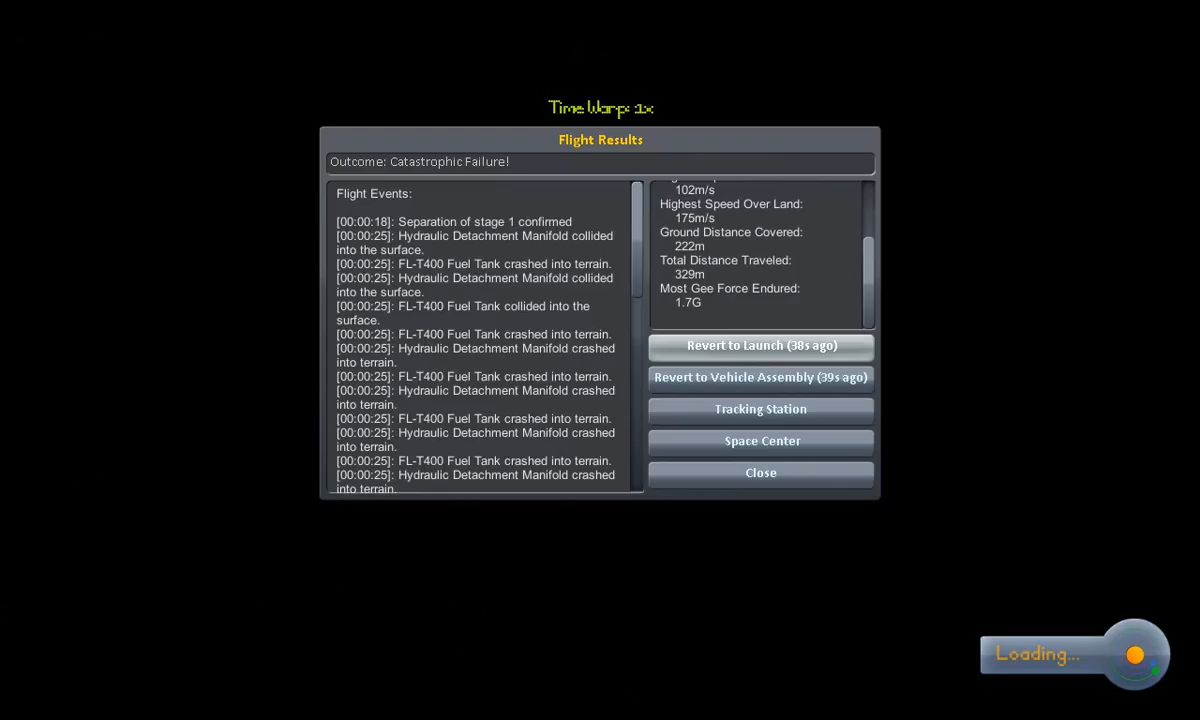 Time Warp: 1x
Flight Results
Outcome: Catastrophic Failure!
Flight Events:
[00:00:18]: Separation of stage 1 confirmed
[00:00:25]: Hydraulic Detachment Manifold collided
into the surface.
[00:00:25]: FL-T400 Fuel Tank crashed into terrain.
[00:00:25]: Hydraulic Detachment Manifold collided
into the surface.
[00:00:25]: FL-T400 Fuel Tank collided into the
surface.
[00:00:25]: FL-T400 Fuel Tank crashed into terrain.
[00:00:25]: Hydraulic Detachment Manifold crashed
into terrain.
[00:00:25]: FL-T400 Fuel Tank crashed into terrain.
[00:00:25]: Hydraulic Detachment Manifold crashed
into terrain.
[00:00:25]: FL-T400 Fuel Tank crashed into terrain.
[00:00:25]: Hydraulic Detachment Manifold crashed
into terrain.
[00:00:25]: FL-T400 Fuel Tank crashed into terrain.
[00:00:25]: Hydraulic Detachment Manifold crashed
into terrain.
102m/s
Highest Speed Over Land:
175m/s
Ground Distance Covered:
222m
Total Distance Traveled:
329m
Most Gee Force Endured:
1.7G
Revert to Launch (38s ago)
Revert to Vehicle Assembly (39s ago)
Tracking Station
Space Center
Close
Loading...